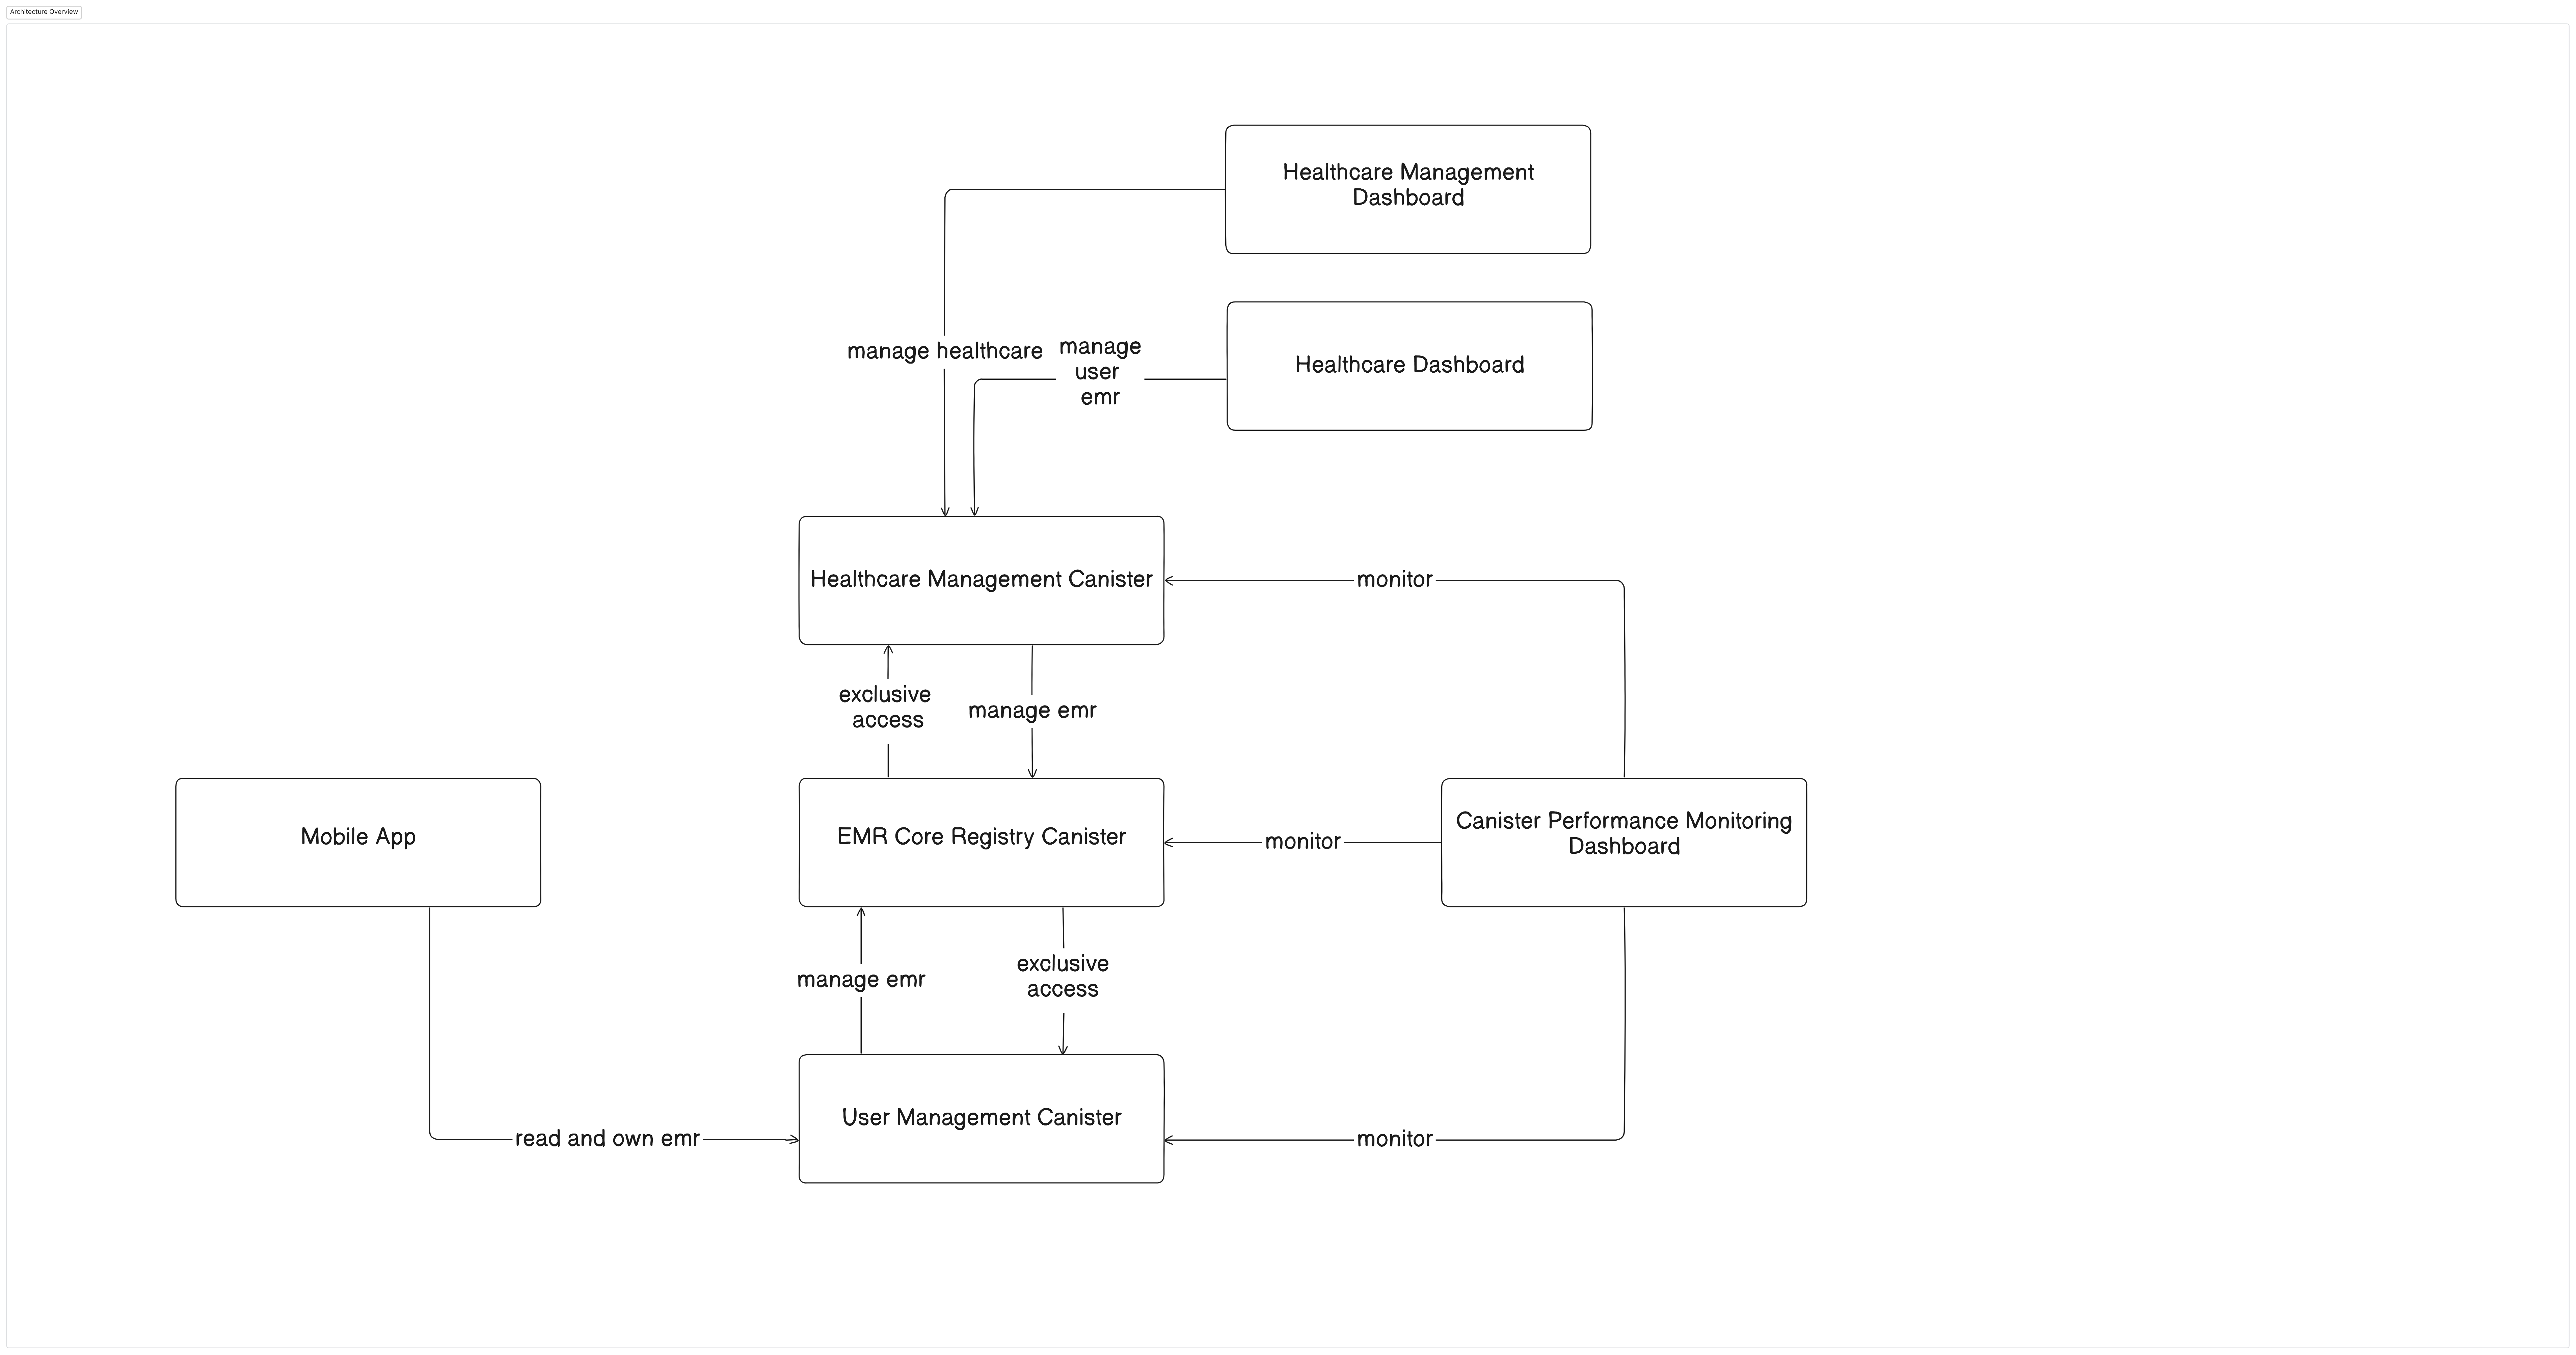 Architecture Overview
Healthcare Management
Dashboard
manage healthcare
manage
user
emr
Healthcare Dashboard
Healthcare Management Canister
monitor
exclusive
access
manage emr
Mobile App
EMR Core Registry Canister
monitor
Canister Performance Monitoring
Dashboard
manage emr
exclusive
access
User Management Canister
read and own emr
monitor